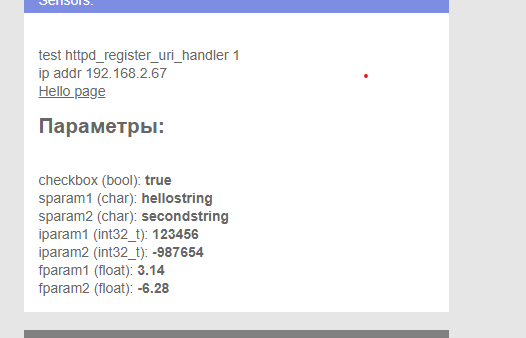 Sensors:
test httpd_register_uri_handler 1
ip addr 192.168.2.67
Hello page
Параметры:
checkbox (bool): true
sparam1 (char): hellostring
sparam2 (char): secondstring
iparam1 (int32_t): 123456
iparam2 (int32_t): -987654
fparam1 (float): 3.14
fparam2 (float): -6.28